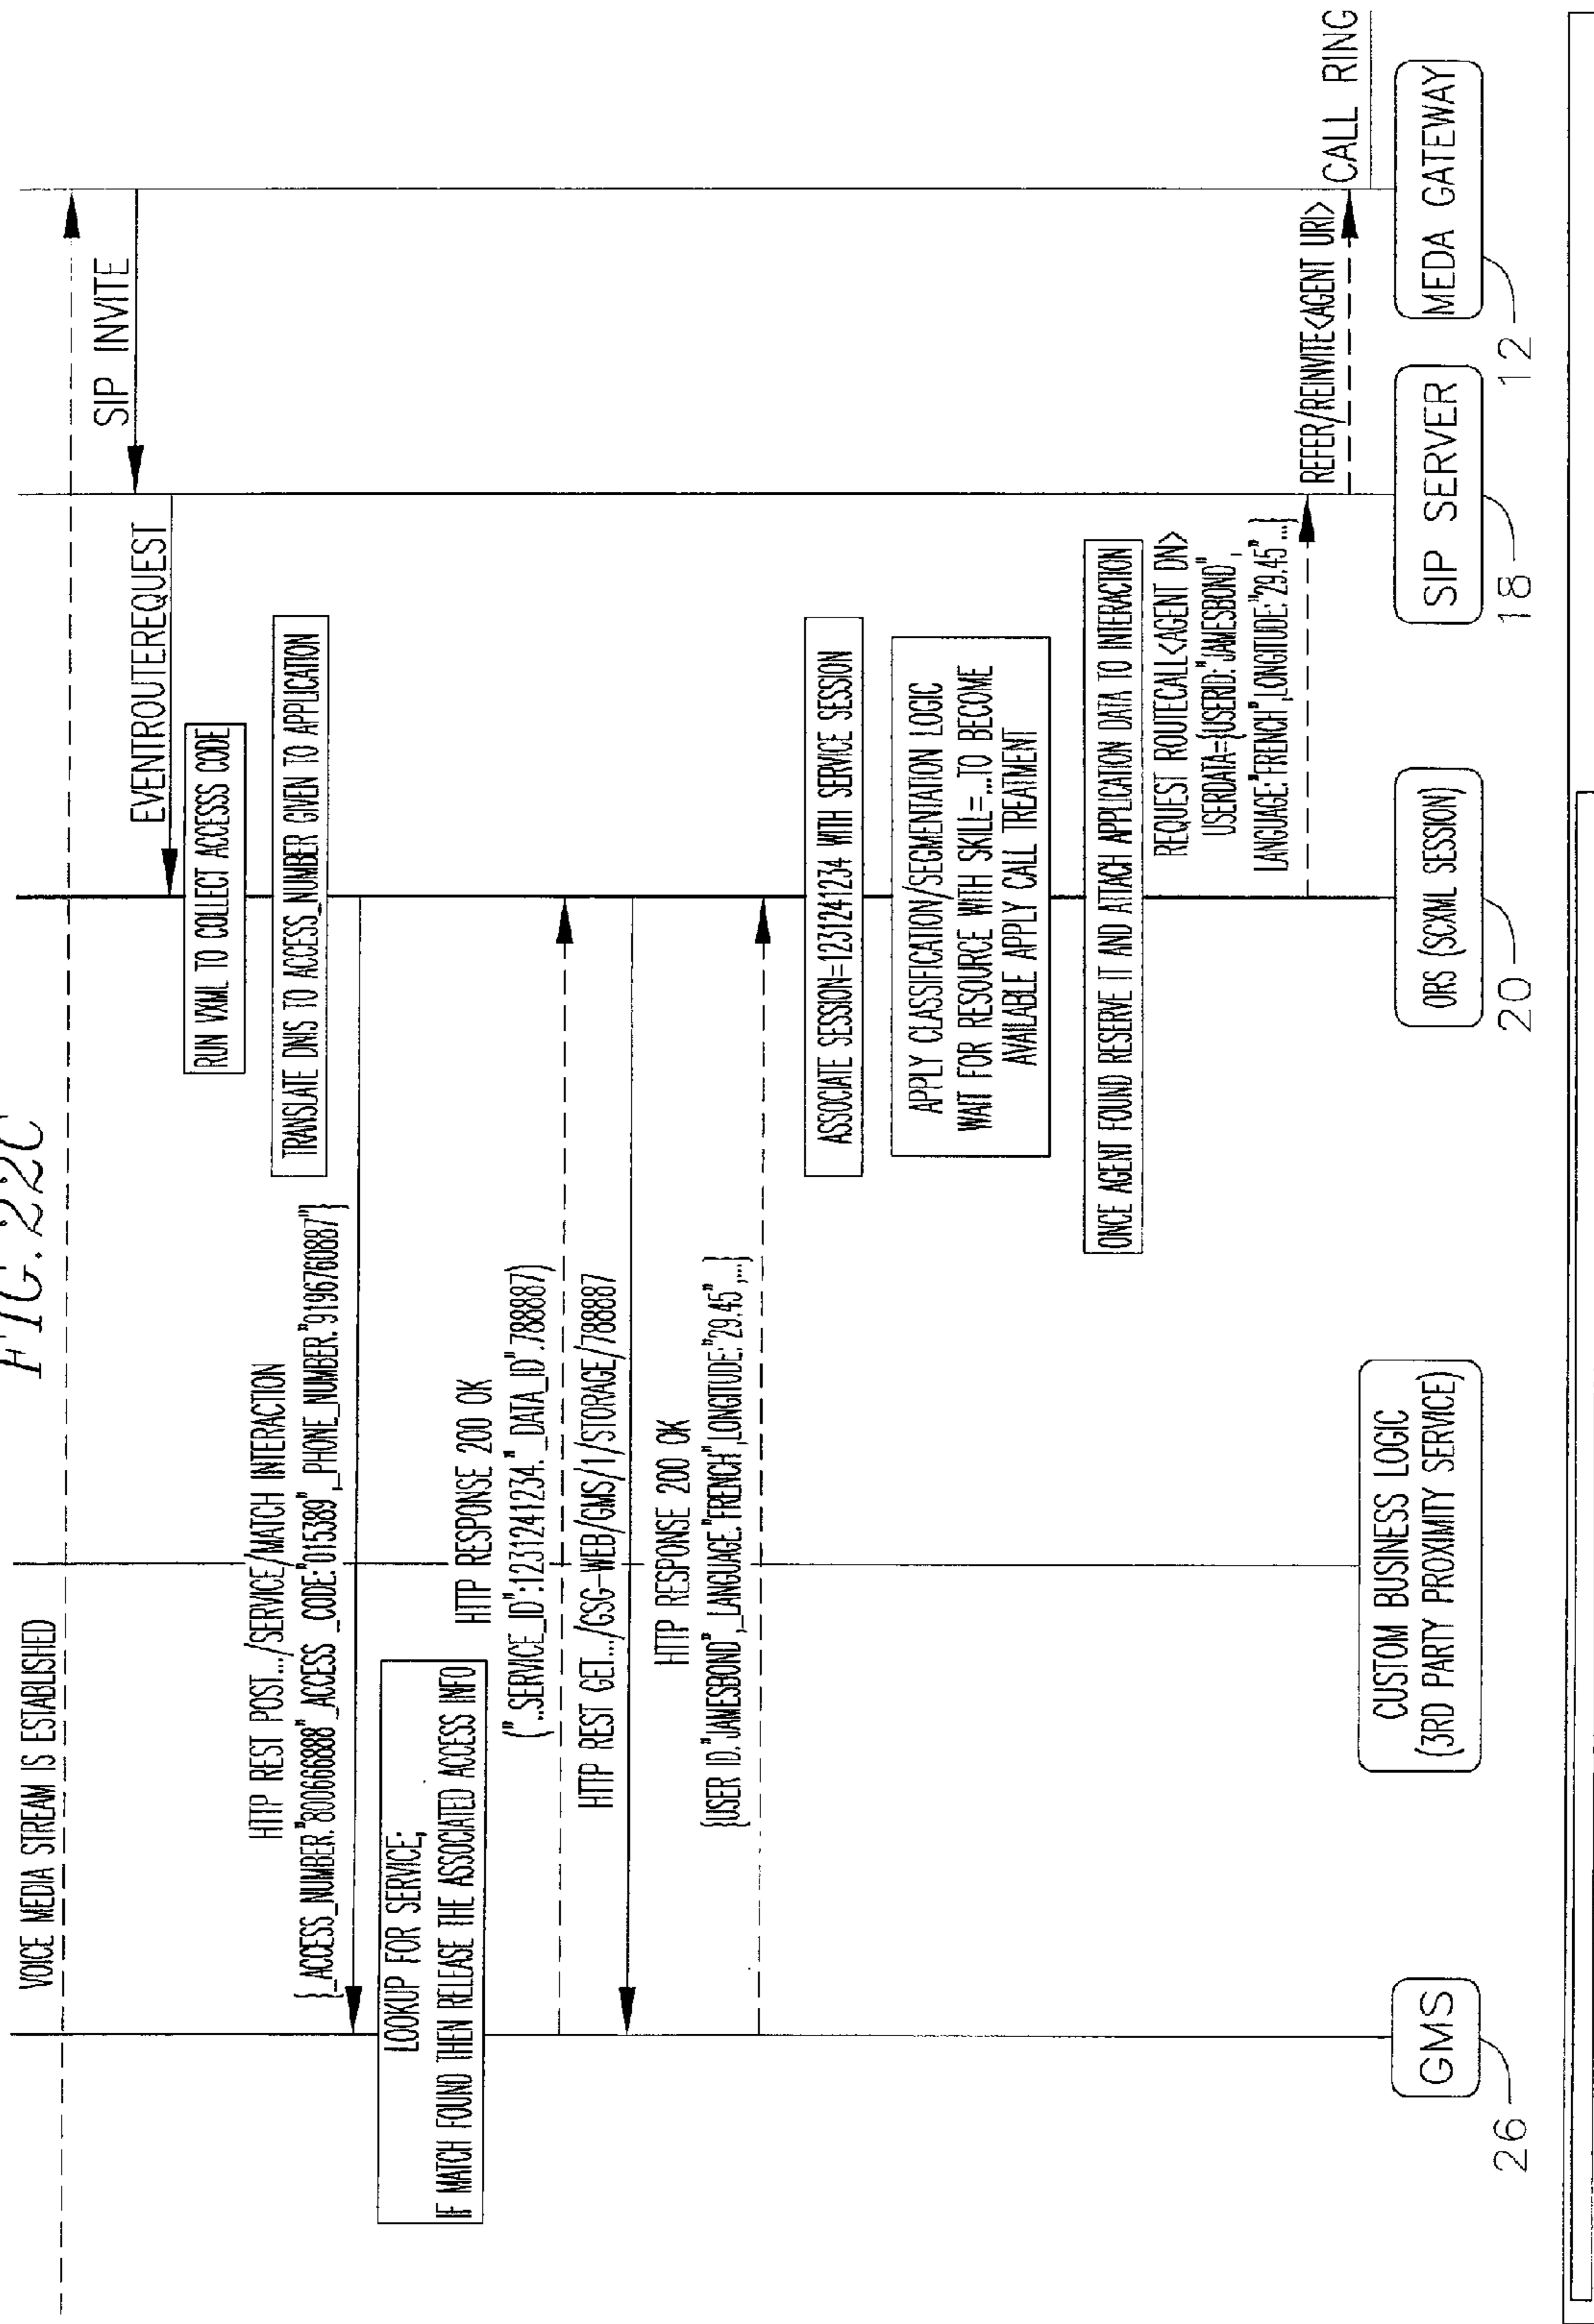 FIG. 22C
VOICE MEDIA STREAM IS ESTABLISHED
SIP INVITE
EVENTROUTEREQUEST
RUN VXML TO COLLECT ACCESSS CODE
TRANSLATE DNIS TO ACCESS_NUMBER GIVEN TO APPLICATION
HTTP REST POST.../SERVICE/MATCH INTERACTION
{_ACCESS_NUMBER."80066888"_ACCESS _CODE:"015389",_PHONE_NUMBER."9196760887"}
LOOKUP FOR SERVICE;
IF MATCH FOUND THEN RELEASE THE ASSOCIATED ACCESS INFO
HTTP RESPONSE 200 OK
("..SERVICE_ID":1231241234."_DATA_ID".788887)
HTTP REST GET.../GSG-WEB/GMS/1/STORAGE/788887
HTTP RESPONSE 200 OK
{USER ID."JAMESBOND",_LANGUAGE."FRENCH",LONGITUDE:"29.45",...}
ASSOCIATE SESSION=1231241234 WITH SERVICE SESSION
APPLY CLASSIFICATION/SEGMENTATION LOGIC
WAIT FOR RESOURCE WITH SKILL=...TO BECOME
AVAILABLE APPLY CALL TREATMENT
ONCE AGENT FOUND RESERVE IT AND ATTACH APPLICATION DATA TO INTERACTION
REQUEST ROUTECALL<AGENT DN>
USERDATA={USERID:"JAMESBOND",
LANGUAGE:"FRENCH",LONGITUDE:"29.45"...}
REFER/REINVITE<AGENT URI>
CALL RING
GMS
26
CUSTOM BUSINESS LOGIC
(3RD PARTY PROXIMITY SERVICE)
ORS (SCXML SESSION)
20
SIP SERVER
18
MEDA GATEWAY
12